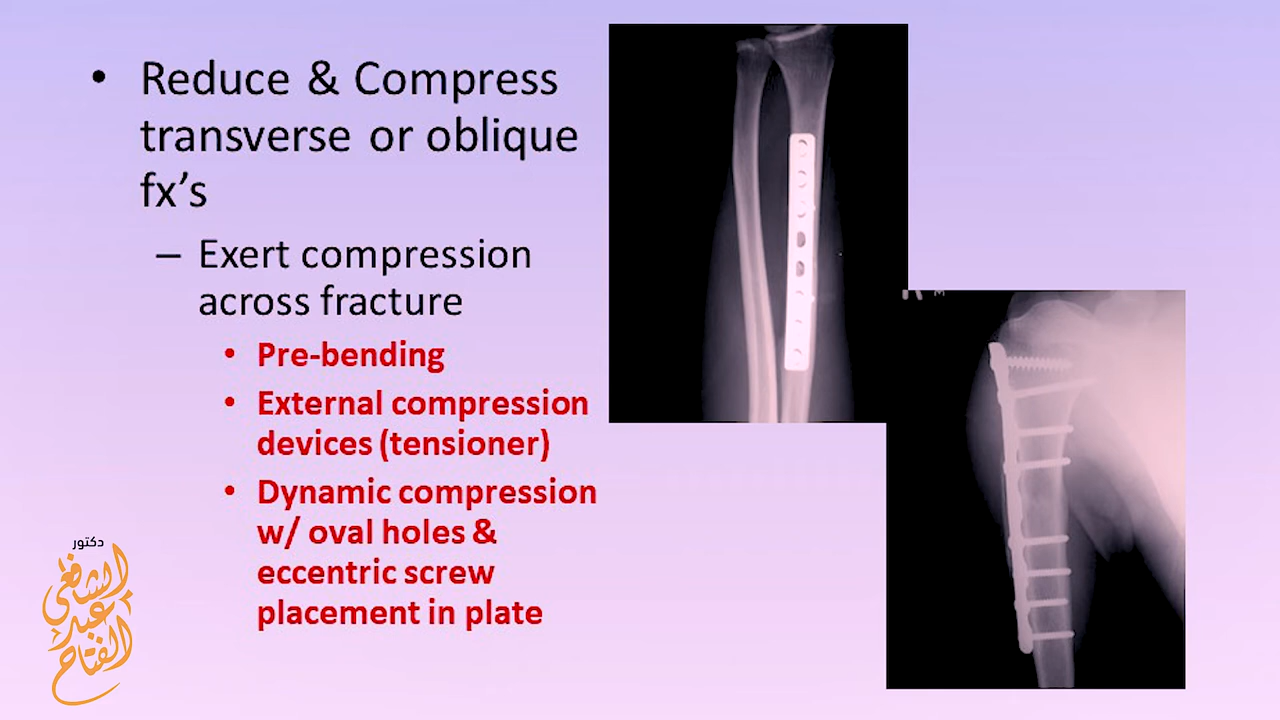 • Reduce & Compress
transverse or oblique
fx’s
– Exert compression
across fracture
• Pre-bending
• External compression
devices (tensioner)
• Dynamic compression
w/ oval holes &
eccentric screw
placement in plate
M
دكتور
الشافعي
عبد
الفتاح